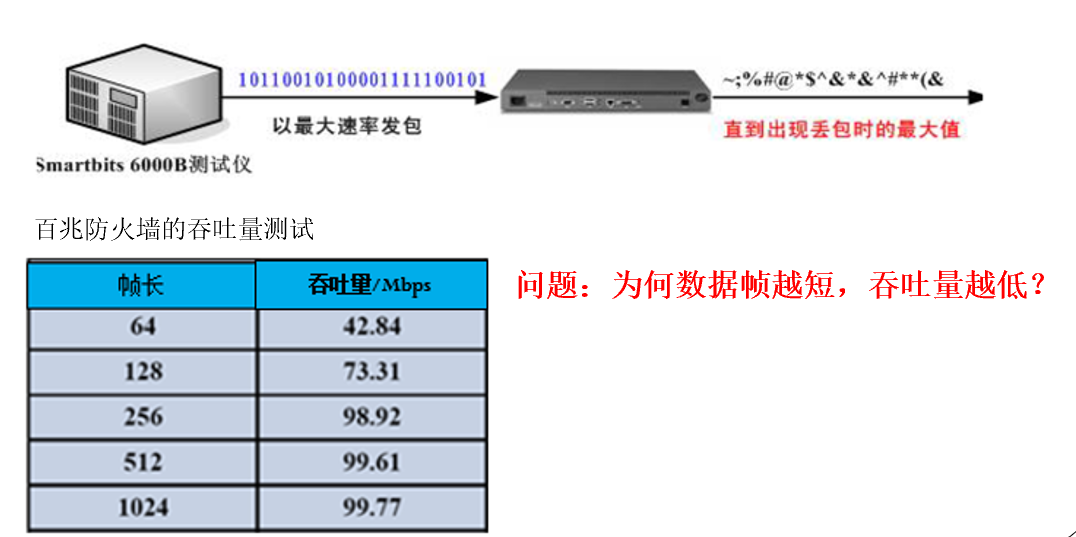 101100101000011111100101
~;%#@*$^&*&^#**(&
以最大速率发包
直到出现丢包时的最大值
Smartbits 6000B测试仪
百兆防火墙的吞吐量测试
帧长 吞吐量/Mbps
问题：为何数据帧越短，吞吐量越低？
64 42.84
128 73.31
256 98.92
512 99.61
1024 99.77